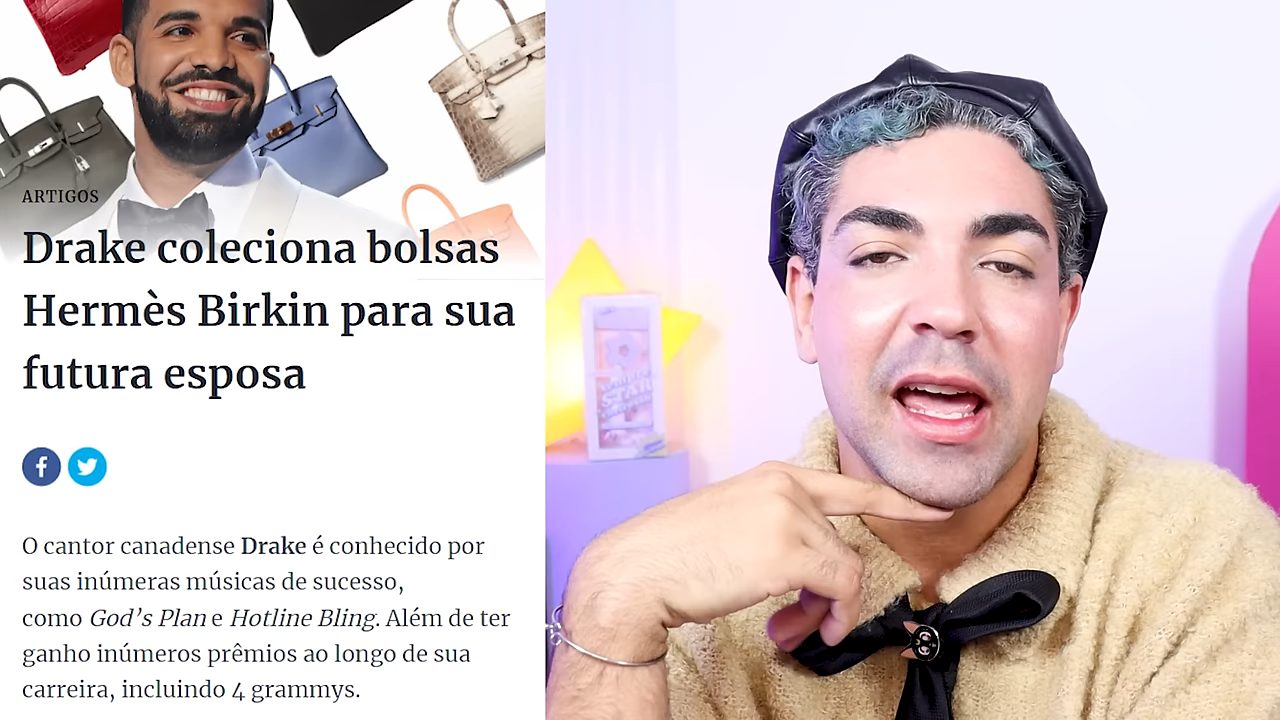 ARTIGOS
Drake coleciona bolsas
Hermès Birkin para sua
futura esposa
O cantor canadense Drake é conhecido por
suas inúmeras músicas de sucesso,
como God's Plan e Hotline Bling. Além de ter
ganho inúmeros prêmios ao longo de sua
carreira, incluindo 4 grammys.